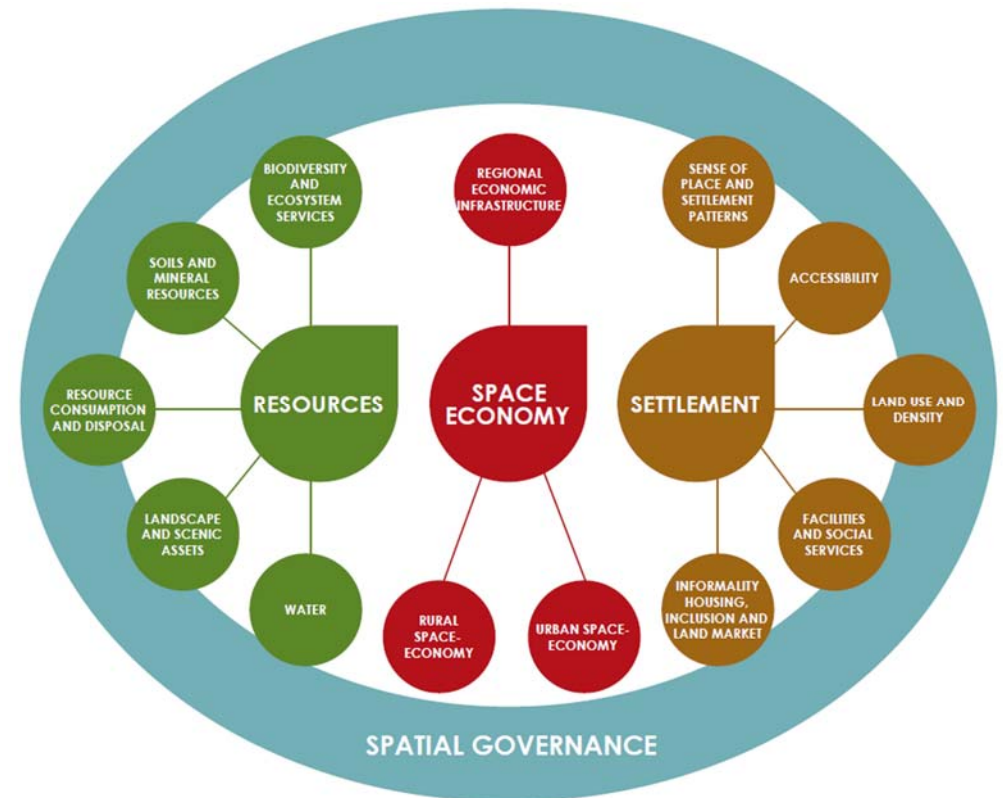 BIODIVERSITY
AND
ECOSYSTEM
SERVICES
SOILS AND
MINERAL
RESOURCES
RESOURCE
CONSUMPTION
AND DISPOSAL
LANDSCAPE
AND SCENIC
ASSETS
WATER
RESOURCES
REGIONAL
ECONOMIC
INFRASTRUCTURE
SPACE
ECONOMY
RURAL
SPACE-
ECONOMY
URBAN SPACE-
ECONOMY
SENSE OF
PLACE AND
SETTLEMENT
PATTERNS
ACCESSIBILITY
LAND USE AND
DENSITY
FACILITIES
AND SOCIAL
SERVICES
INFORMALITY
HOUSING,
INCLUSION AND
LAND MARKET
SETTLEMENT
SPATIAL GOVERNANCE